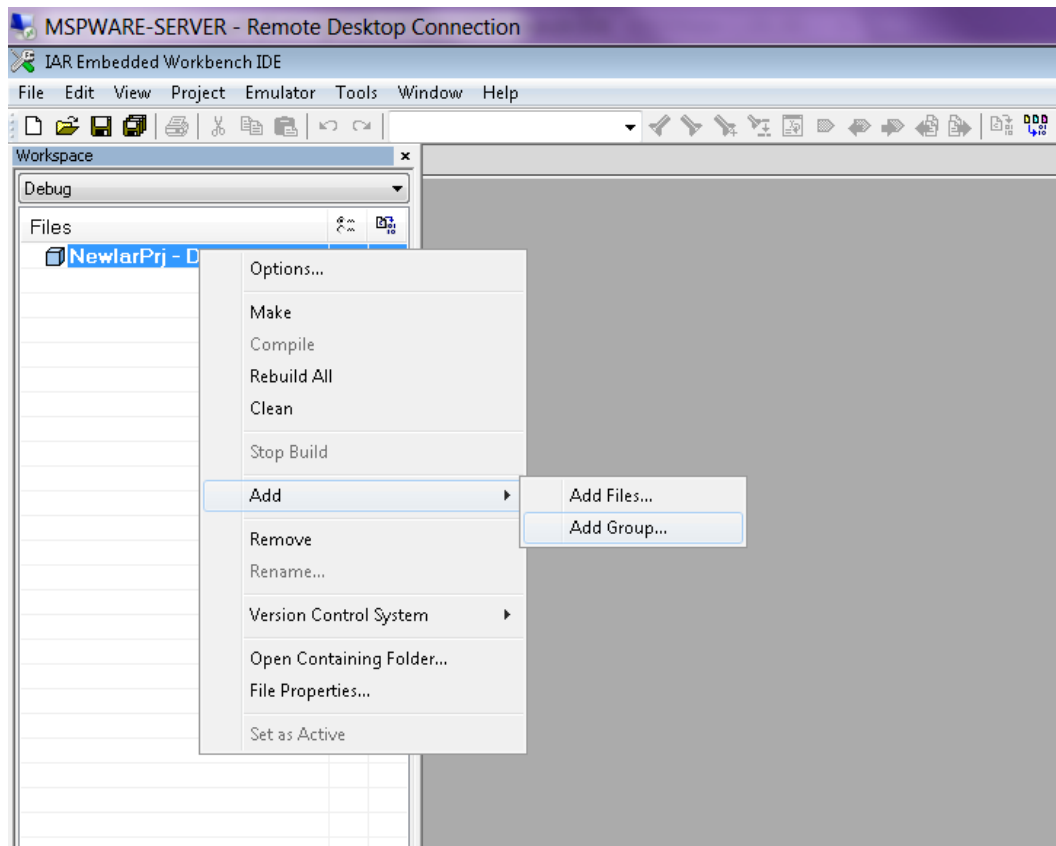 MSPWARE-SERVER - Remote Desktop Connection
IAR Embedded Workbench IDE
File Edit View Project Emulator Tools Window Help
Workspace
Debug
Files
NewIarPrj - D
Options...
Make
Compile
Rebuild All
Clean
Stop Build
Add
Add Files...
Add Group...
Remove
Rename...
Version Control System
Open Containing Folder...
File Properties...
Set as Active